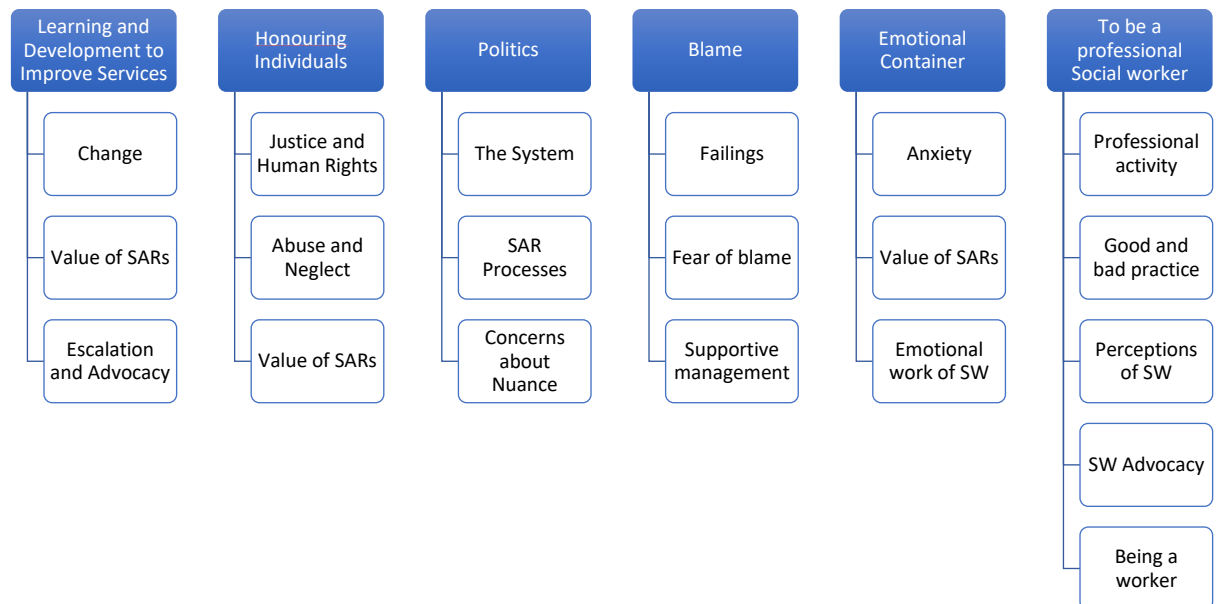 Learning and
Development to
Improve Services
Change
Value of SARs
Escalation
and Advocacy
Honouring
Individuals
Justice and
Human Rights
Abuse and
Neglect
Value of SARs
Politics
The System
SAR
Processes
Concerns
about
Nuance
Blame
Failings
Fear of blame
Supportive
management
Emotional
Container
Anxiety
Value of SARs
Emotional
work of SW
To be a
professional
Social worker
Professional
activity
Good and
bad practice
Perceptions
of SW
SW Advocacy
Being a
worker